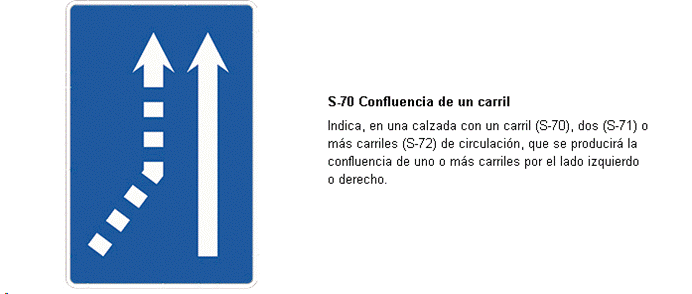 S-70 Confluencia de un carril
Indica, en una calzada con un carril (S-70), dos (S-71) o
más carriles (S-72) de circulación, que se producirá la
confluencia de uno o más carriles por el lado izquierdo
o derecho.